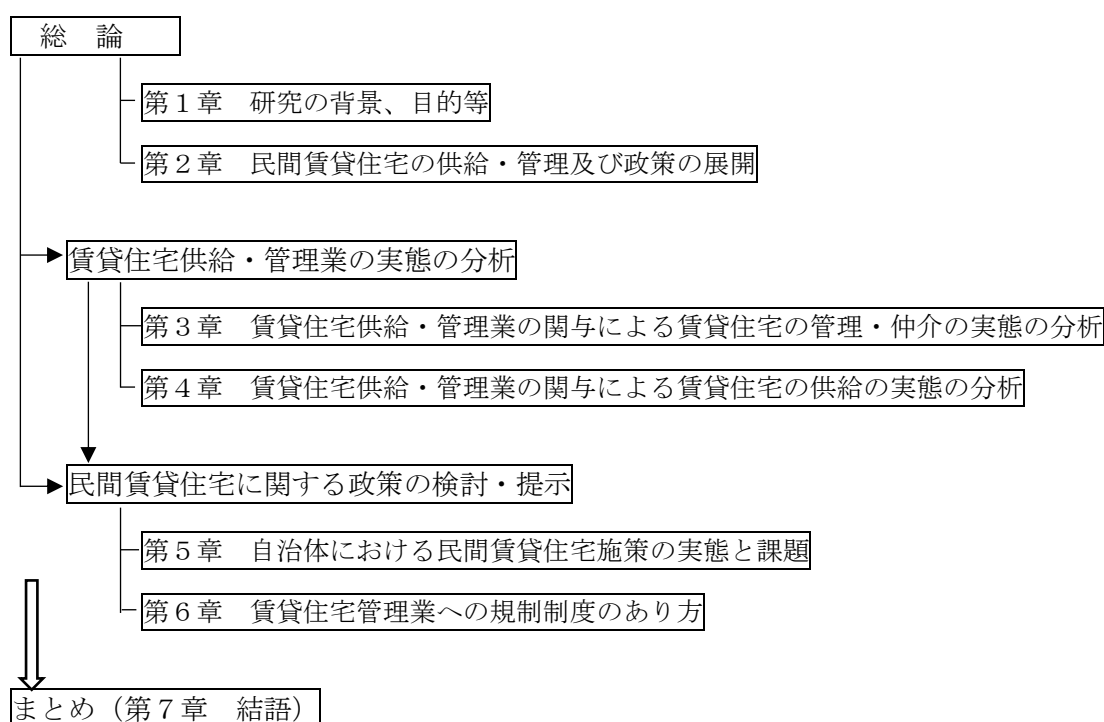 総　論
第１章　研究の背景、目的等
第２章　民間賃貸住宅の供給・管理及び政策の展開
賃貸住宅供給・管理業の実態の分析
第３章　賃貸住宅供給・管理業の関与による賃貸住宅の管理・仲介の実態の分析
第４章　賃貸住宅供給・管理業の関与による賃貸住宅の供給の実態の分析
民間賃貸住宅に関する政策の検討・提示
第５章　自治体における民間賃貸住宅施策の実態と課題
第６章　賃貸住宅管理業への規制制度のあり方
まとめ（第７章　結語）